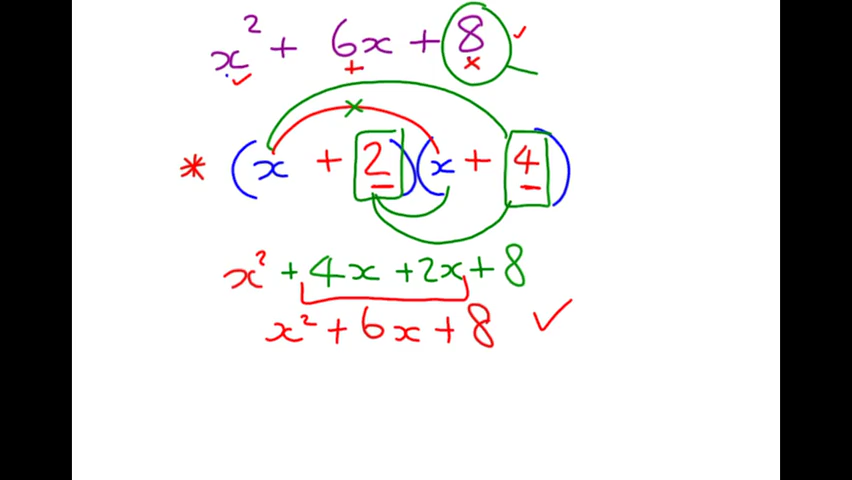 x² + 6x + 8
+ ×
* (x + 2)(x + 4)
x² + 4x + 2x + 8
x² + 6x + 8 ✓